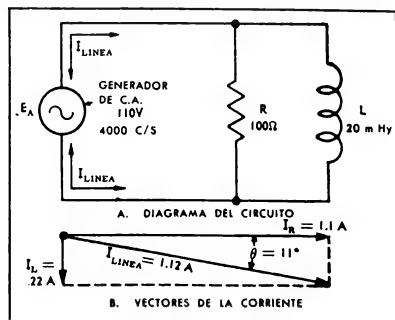 I LINEA
GENERADOR
DE C.A.
110V
4000 C/S
E A
R
100Ω
L
20 m Hy
I LINEA
A. DIAGRAMA DEL CIRCUITO
I R = 1.1 A
θ = 11°
I LINEA = 1.12 A
I L =
.22 A
B. VECTORES DE LA CORRIENTE